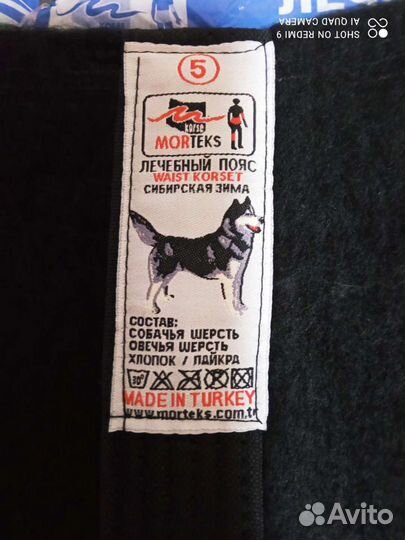 SHOT ON REDMI 9
AI QUAD CAMERA
5
korse
MORTEKS
ЛЕЧЕБНЫЙ ПОЯС
WAIST KORSET
СИБИРСКАЯ ЗИМА
СОСТАВ:
СОБАЧЬЯ ШЕРСТЬ
ОВЕЧЬЯ ШЕРСТЬ
ХЛОПОК / ЛАЙКРА
30°
MADE IN TURKEY
www.morteks.com.tr
Avito